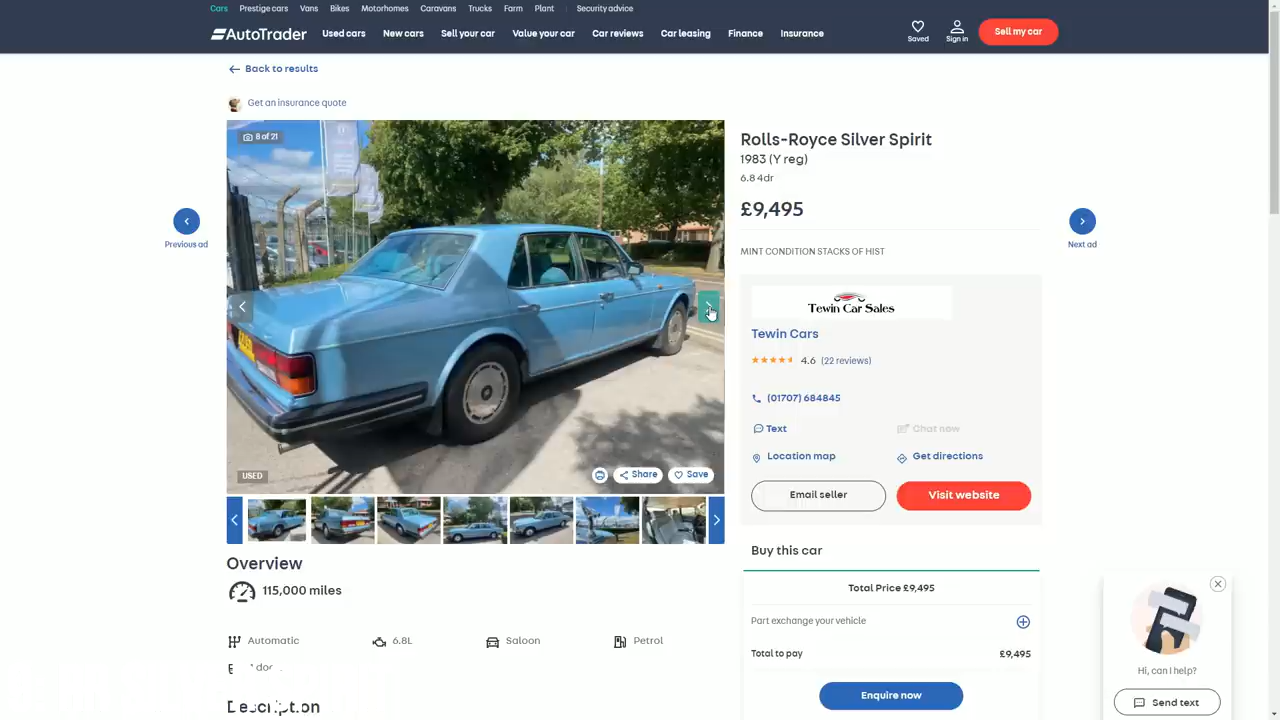 Cars Prestige cars Vans Bikes Motorhomes Caravans Trucks Farm Plant Security advice
AutoTrader Used cars New cars Sell your car Value your car Car reviews Car leasing Finance Insurance Saved Sign in Sell my car
Back to results
Get an insurance quote
8 of 21
Rolls-Royce Silver Spirit
1983 (Y reg)
6.8 4dr
£9,495
Previous ad
Next ad
MINT CONDITION STACKS OF HIST
Tewin Car Sales
Tewin Cars
4.6 (22 reviews)
(01707) 684845
Text Chat now
Location map Get directions
USED Share Save
Email seller Visit website
Buy this car
Overview
Total Price £9,495
115,000 miles
Part exchange your vehicle
Automatic 6.8L Saloon Petrol
Total to pay £9,495
Hi, can I help?
Enquire now
Send text
Description